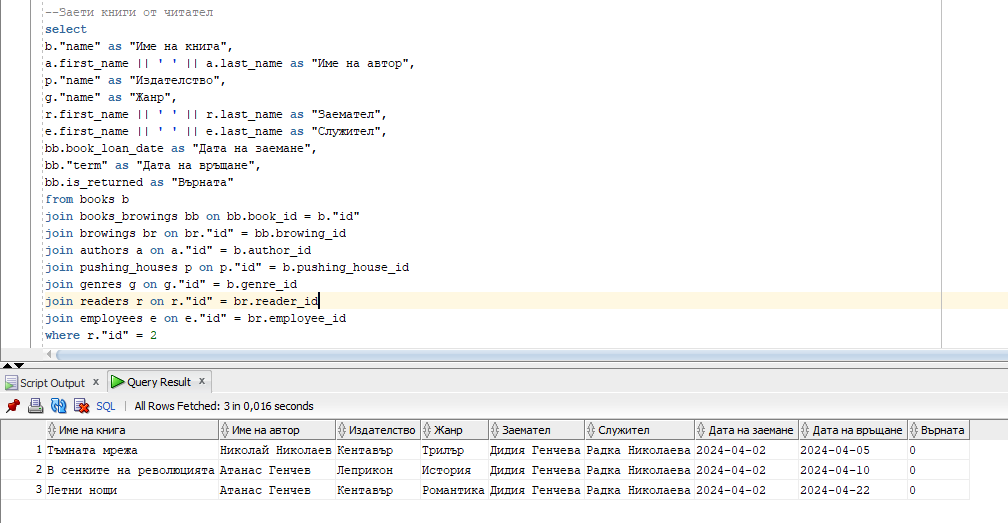 --Заети книги от читател
select
b."name" as "Име на книга",
a.first_name || ' ' || a.last_name as "Име на автор",
p."name" as "Издателство",
g."name" as "Жанр",
r.first_name || ' ' || r.last_name as "Заемател",
e.first_name || ' ' || e.last_name as "Служител",
bb.book_loan_date as "Дата на заемане",
bb."term" as "Дата на връщане",
bb.is_returned as "Върната"
from books b
join books_browings bb on bb.book_id = b."id"
join browings br on br."id" = bb.browing_id
join authors a on a."id" = b.author_id
join pushing_houses p on p."id" = b.pushing_house_id
join genres g on g."id" = b.genre_id
join readers r on r."id" = br.reader_id
join employees e on e."id" = br.employee_id
where r."id" = 2
Script Output x Query Result x
SQL | All Rows Fetched: 3 in 0,016 seconds
Име на книга Име на автор Издателство Жанр Заемател Служител Дата на заемане Дата на връщане Върната
1 Тъмната мрежа Николай Николаев Кентавър Трилър Дидия Генчева Радка Николаева 2024-04-02 2024-04-05 0
2 В сенките на революцията Атанас Генчев Леприкон История Дидия Генчева Радка Николаева 2024-04-02 2024-04-10 0
3 Летни нощи Атанас Генчев Кентавър Романтика Дидия Генчева Радка Николаева 2024-04-02 2024-04-22 0